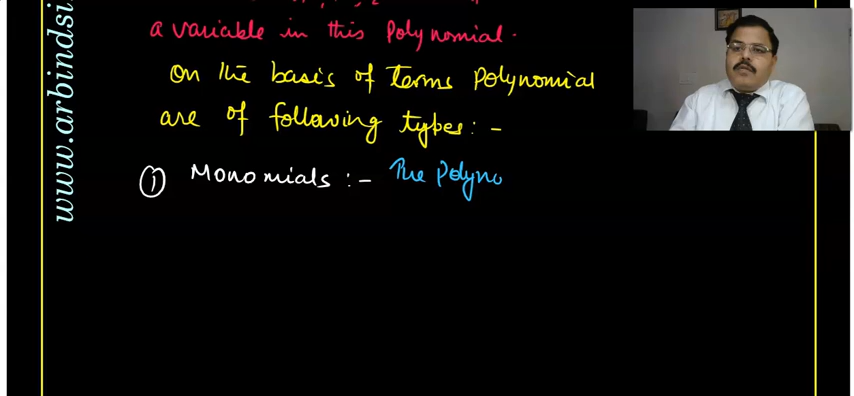 a variable in this Polynomial.
On the basis of terms Polynomial
are of following types:-
① Monomials:- The Polyno
www.arbindsi